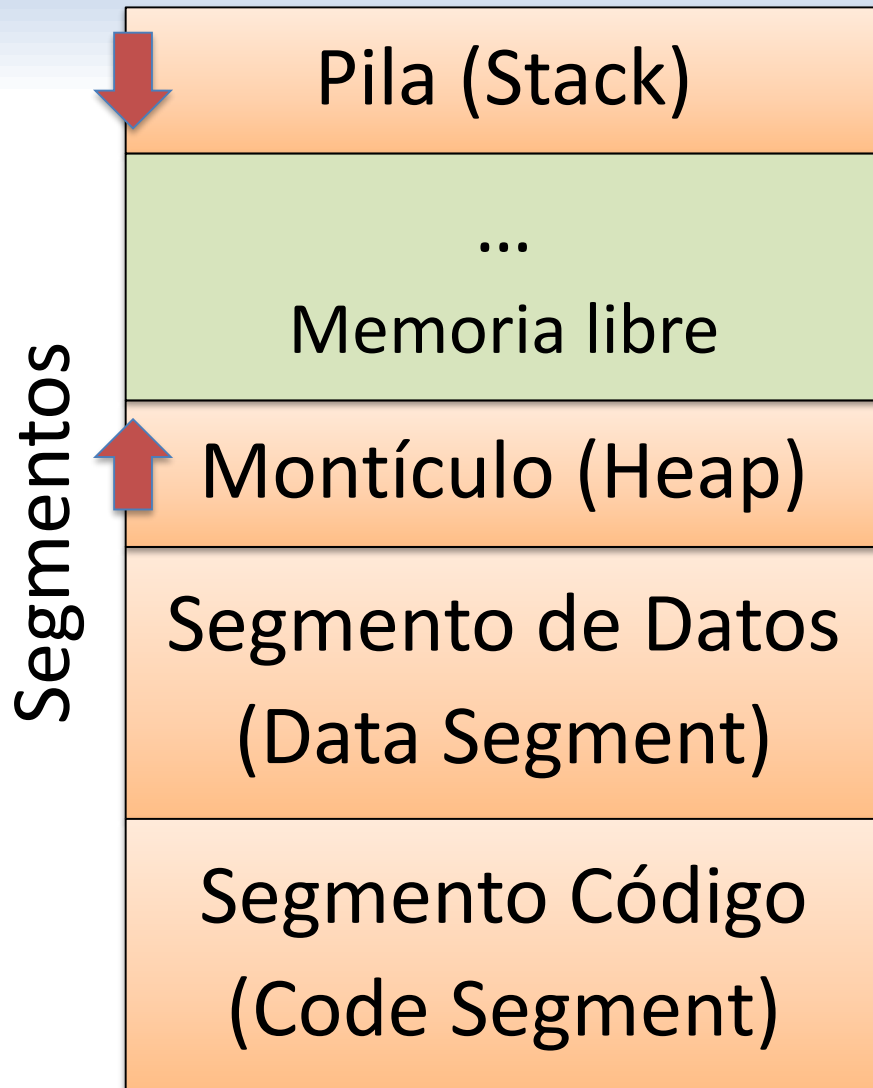 Pila (Stack)
...
Memoria libre
Segmentos
Montículo (Heap)
Segmento de Datos
(Data Segment)
Segmento Código
(Code Segment)